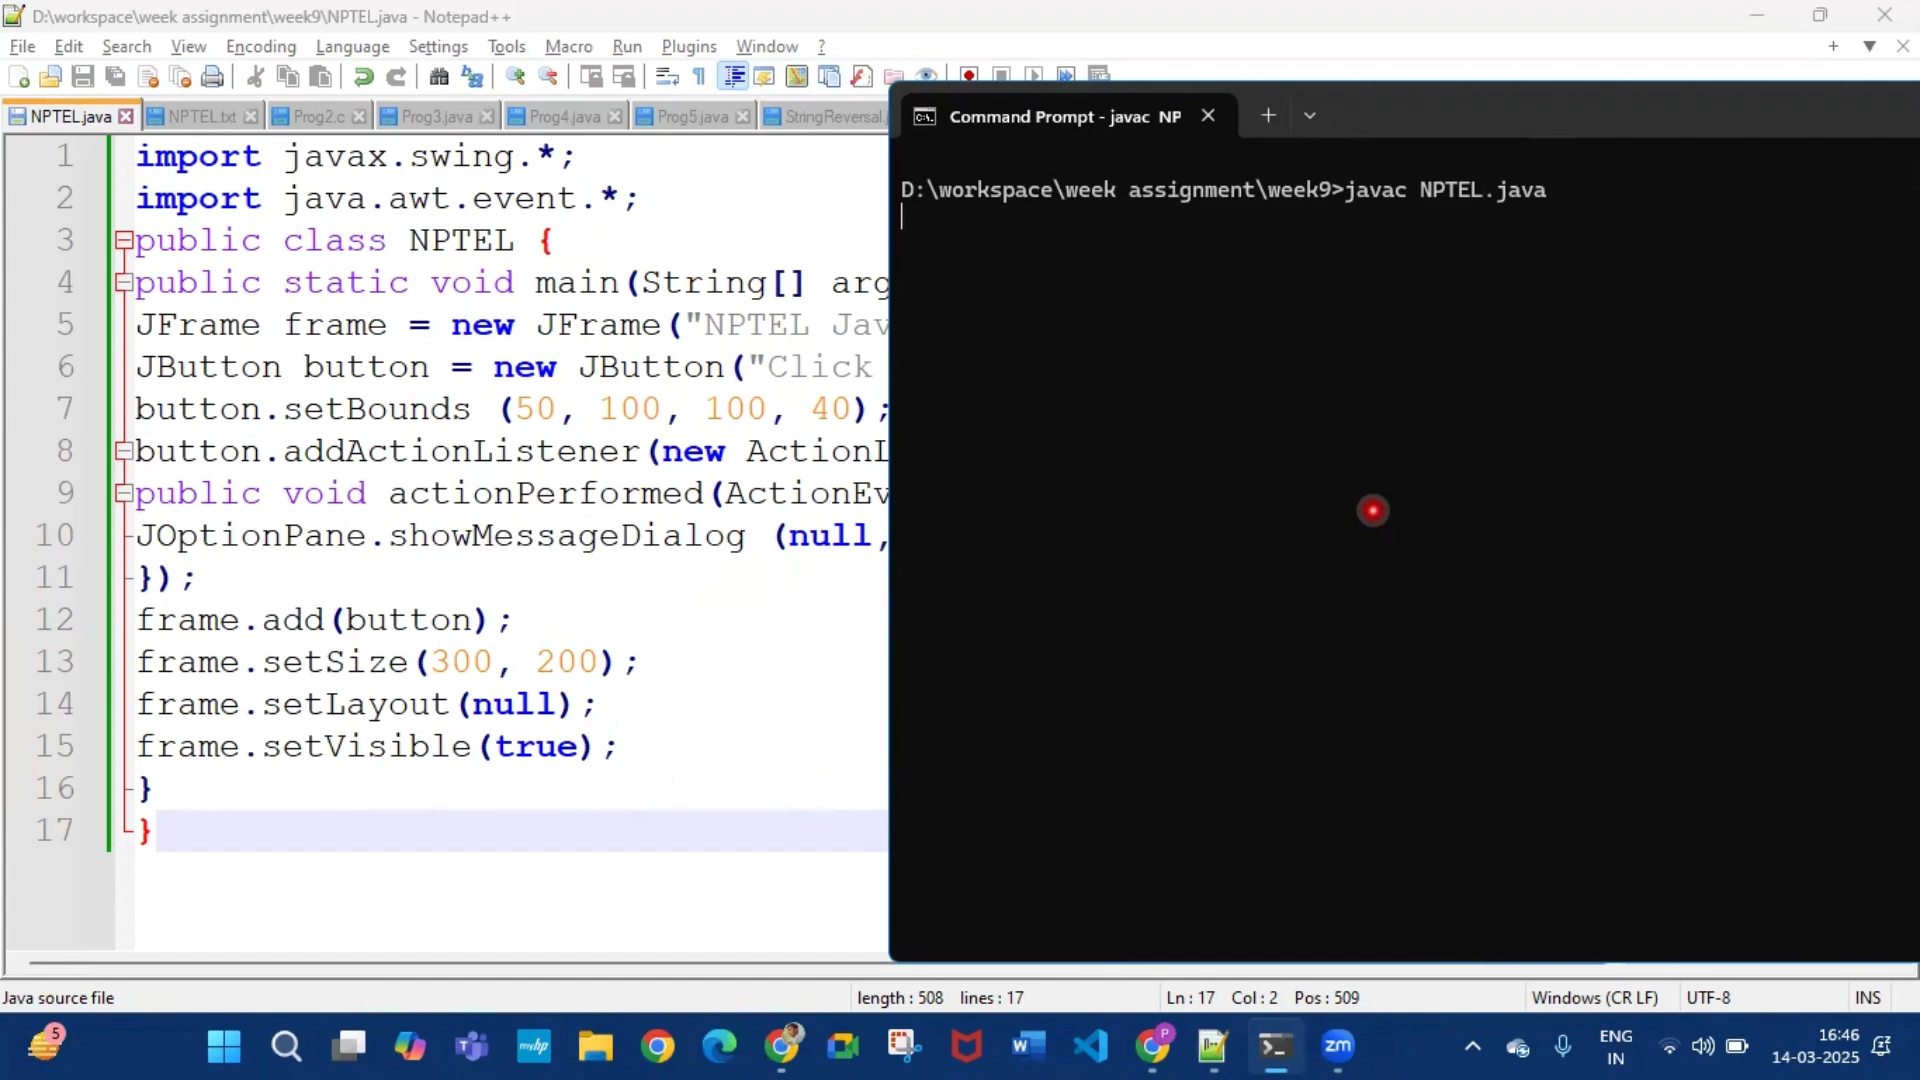 D:\workspace\week assignment\week9\NPTEL.java - Notepad++
File Edit Search View Encoding Language Settings Tools Macro Run Plugins Window ?
NPTEL.java NPTEL.txt Prog2.c Prog3.java Prog4.java Prog5.java StringReversal.j
1 import javax.swing.*;
2 import java.awt.event.*;
3 public class NPTEL {
4 public static void main(String[] arg
5 JFrame frame = new JFrame("NPTEL Jav
6 JButton button = new JButton("Click
7 button.setBounds (50, 100, 100, 40);
8 button.addActionListener(new ActionL
9 public void actionPerformed(ActionEv
10 JOptionPane.showMessageDialog (null,
11 });
12 frame.add(button);
13 frame.setSize(300, 200);
14 frame.setLayout(null);
15 frame.setVisible(true);
16 }
17 }
Command Prompt - javac NP
D:\workspace\week assignment\week9>javac NPTEL.java
Java source file length : 508 lines : 17 Ln : 17 Col : 2 Pos : 509 Windows (CR LF) UTF-8 INS
5 myhp W P zm ENG IN 16:46 14-03-2025